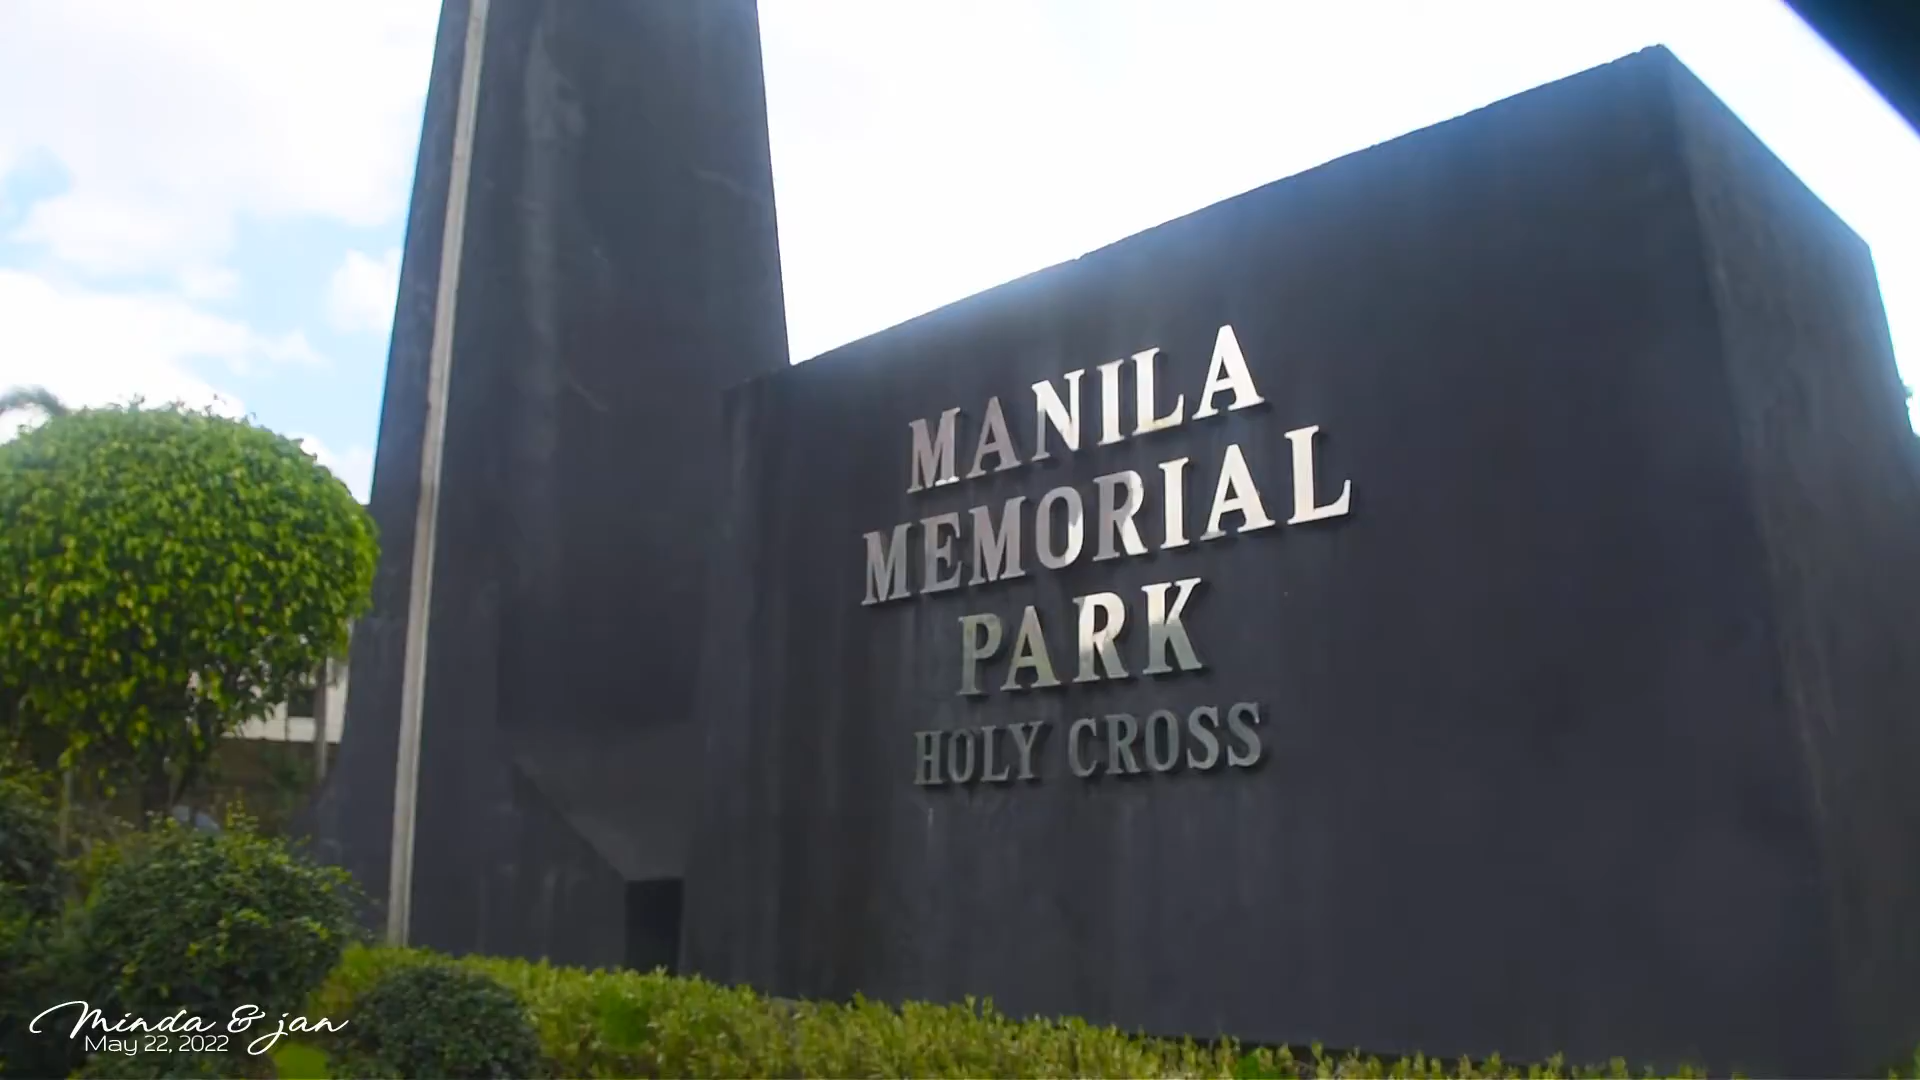 MANILA
MEMORIAL
PARK
HOLY CROSS
Minda & jan
May 22, 2022